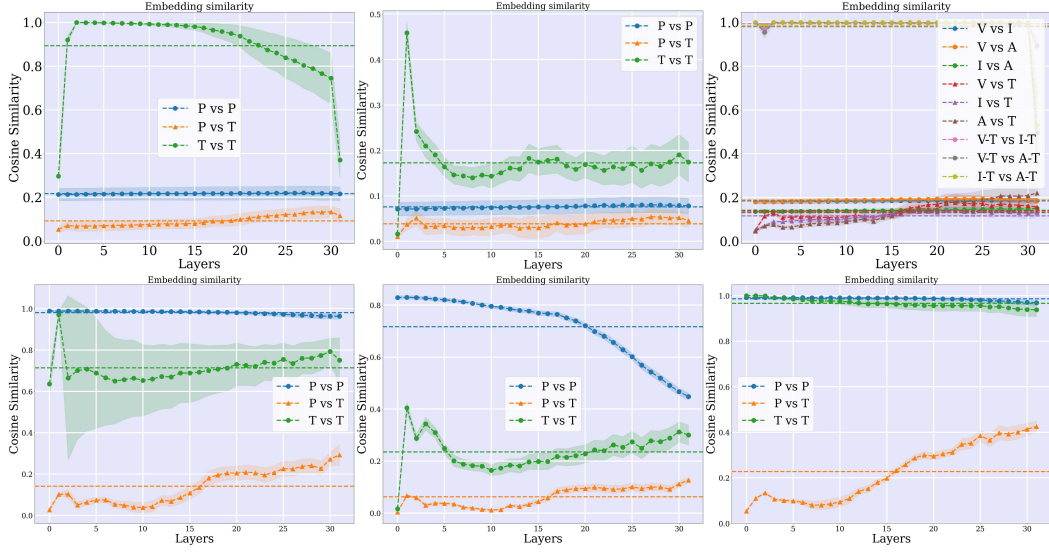 Embedding similarity
Cosine Similarity
1.0
0.8
0.6
0.4
0.2
0.0
P vs P
P vs T
T vs T
0 5 10 15 20 25 30
Layers
Embedding similarity
Cosine Similarity
0.5
0.4
0.3
0.2
0.1
0.0
P vs P
P vs T
T vs T
0 5 10 15 20 25 30
Layers
Embedding similarity
Cosine Similarity
1.0
0.8
0.6
0.4
0.2
0.0
V vs I
V vs A
I vs A
V vs T
I vs T
A vs T
V-T vs I-T
V-T vs A-T
I-T vs A-T
0 5 10 15 20 25 30
Layers
Embedding similarity
Cosine Similarity
1.0
0.8
0.6
0.4
0.2
0.0
P vs P
P vs T
T vs T
0 5 10 15 20 25 30
Layers
Embedding similarity
Cosine Similarity
0.8
0.6
0.4
0.2
0.0
P vs P
P vs T
T vs T
0 5 10 15 20 25 30
Layers
Embedding similarity
Cosine Similarity
1.0
0.8
0.6
0.4
0.2
0.0
P vs P
P vs T
T vs T
0 5 10 15 20 25 30
Layers